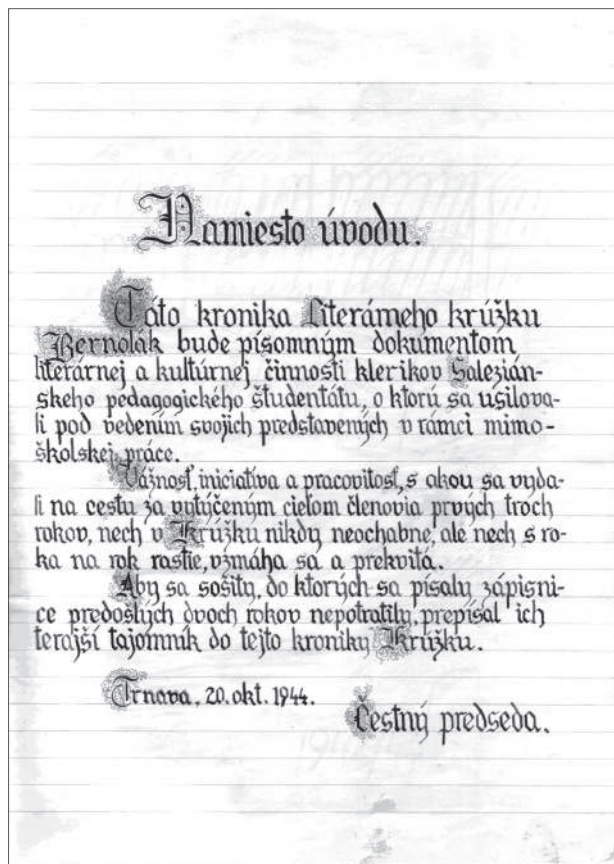 Namiesto úvodu.
Táto kronika Literárneho krúžku
Bernolák bude písomným dokumentom
literárnej a kultúrnej činnosti klerikov Salezián-
skeho pedagogického študentátu, o ktorú sa usilova-
li pod vedením svojich predstavených v rámci mimo-
školskej práce.
Vážnosť, iniciatíva a pracovitosť, s akou sa vyda-
li na cestu za vytýčeným cieľom členovia prvých troch
rokov, nech v Krúžku nikdy neochabne, ale nech s ro-
ka na rok rastie, vzmáha sa a prekvitá.
Aby sa sošity, do ktorých sa písaly zápisni-
ce predošlých dvoch rokov nepotratily, prepísal ich
terajší tajomník do tejto kroniky Krúžku.
Trnava, 20. okt. 1944.
Čestný predseda.